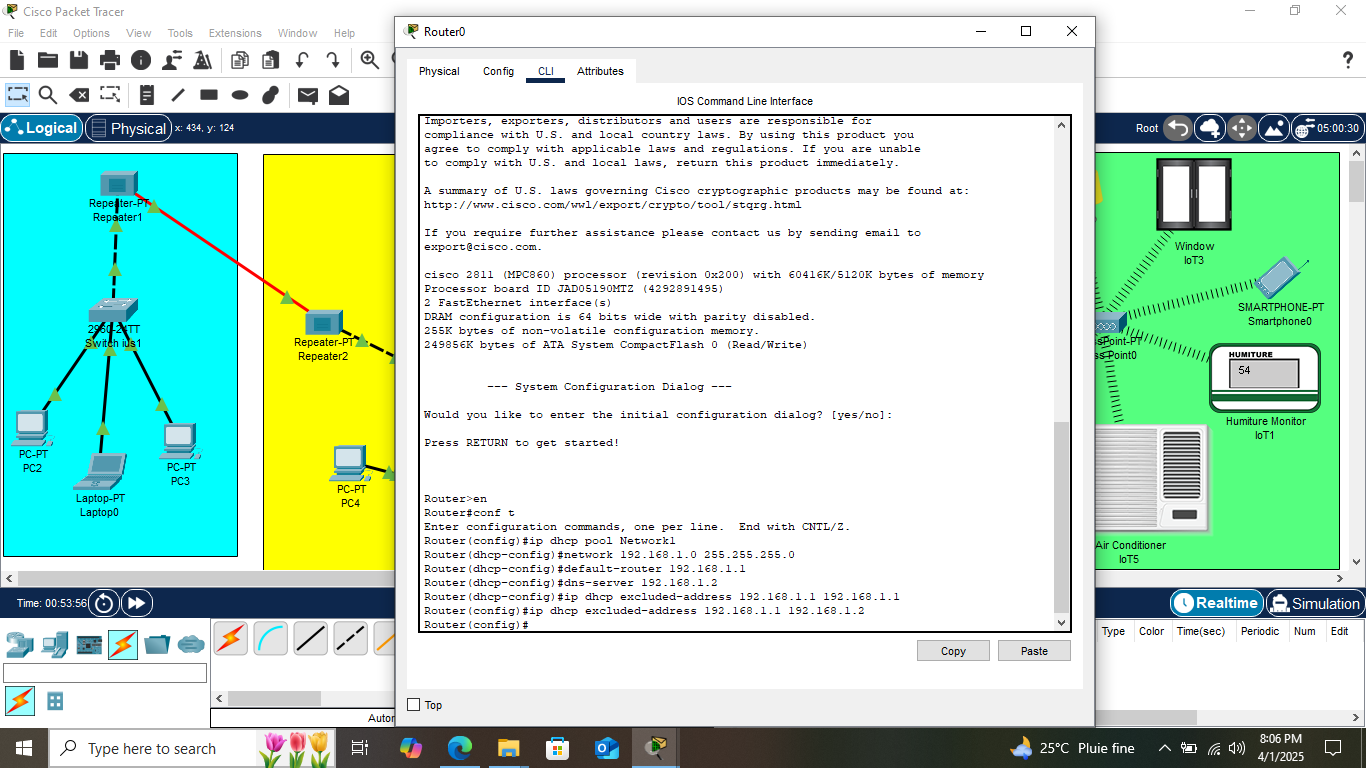 Cisco Packet Tracer
File Edit Options View Tools Extensions Window Help
?
Logical
Physical
x: 434, y: 124
Root
05:00:30
Repeater-PT
Repeater1
2960-24TT
PC-PT
PC2
Laptop-PT
Laptop0
PC-PT
PC3
Repeater-PT
Repeater2
PC-PT
PC4
Router0
Physical Config CLI Attributes
IOS Command Line Interface
Importers, exporters, distributors and users are responsible for
compliance with U.S. and local country laws. By using this product you
agree to comply with applicable laws and regulations. If you are unable
to comply with U.S. and local laws, return this product immediately.
A summary of U.S. laws governing Cisco cryptographic products may be found at:
http://www.cisco.com/wwl/export/crypto/tool/stqrg.html
If you require further assistance please contact us by sending email to
export@cisco.com.
cisco 2811 (MPC860) processor (revision 0x200) with 60416K/5120K bytes of memory
Processor board ID JAD05190MTZ (4292891495)
2 FastEthernet interface(s)
DRAM configuration is 64 bits wide with parity disabled.
255K bytes of non-volatile configuration memory.
249856K bytes of ATA System CompactFlash 0 (Read/Write)
--- System Configuration Dialog ---
Would you like to enter the initial configuration dialog? [yes/no]:
Press RETURN to get started!
Router>en
Router#conf t
Enter configuration commands, one per line. End with CNTL/Z.
Router(config)#ip dhcp pool Network1
Router(dhcp-config)#network 192.168.1.0 255.255.255.0
Router(dhcp-config)#default-router 192.168.1.1
Router(dhcp-config)#dns-server 192.168.1.2
Router(dhcp-config)#ip dhcp excluded-address 192.168.1.1 192.168.1.1
Router(config)#ip dhcp excluded-address 192.168.1.1 192.168.1.2
Router(config)#
Copy
Paste
Top
Window
IoT3
SMARTPHONE-PT
Smartphone0
sPoint-PT
s Point0
HUMITURE
54
Humiture Monitor
IoT1
Air Conditioner
IoT5
Time: 00:53:56
Realtime
Simulation
Type Color Time(sec) Periodic Num Edit
Autor
Type here to search
25°C Pluie fine
8:06 PM
4/1/2025